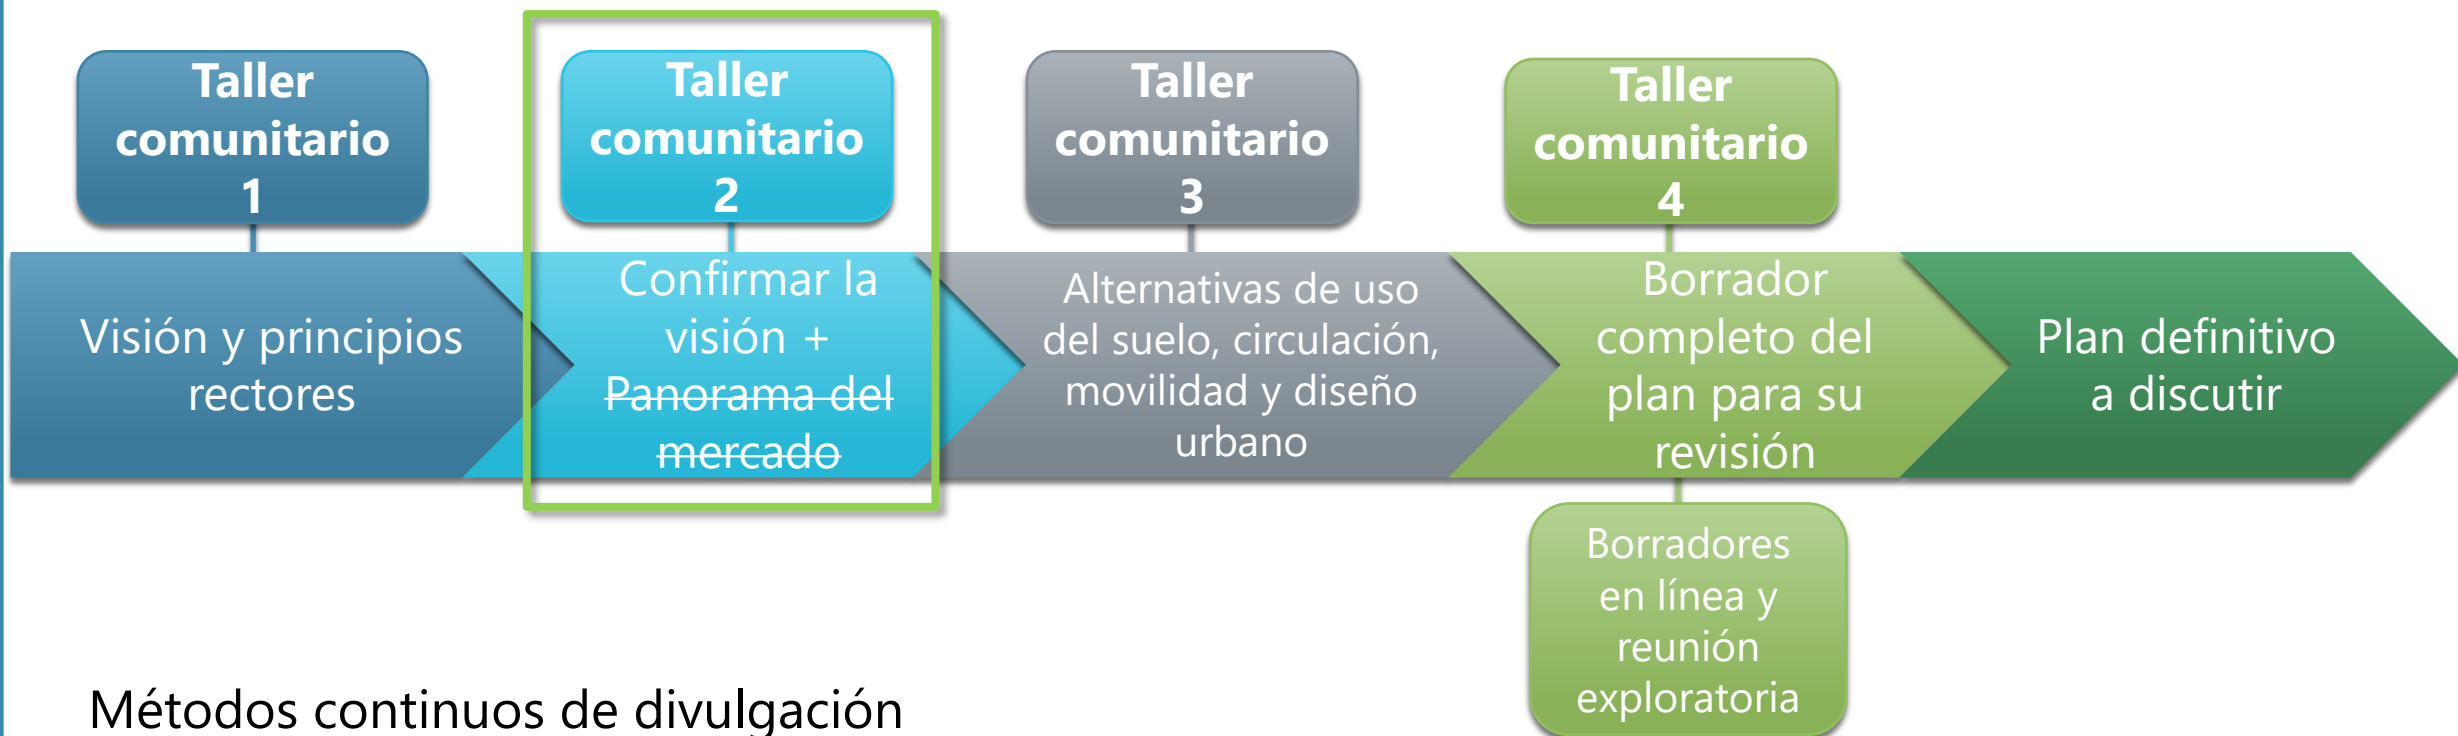 Taller
comunitario
1
Taller
comunitario
2
Taller
comunitario
3
Taller
comunitario
4
Visión y principios
rectores
Confirmar la
visión +
Panorama del
mercado
Alternativas de uso
del suelo, circulación,
movilidad y diseño
urbano
Borrador
completo del
plan para su
revisión
Plan definitivo
a discutir
Borradores
en línea y
reunión
exploratoria
Métodos continuos de divulgación